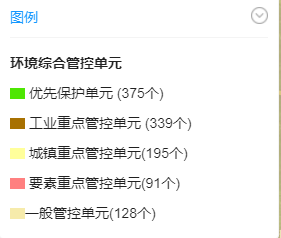 图例
环境综合管控单元
优先保护单元 (375个)
工业重点管控单元 (339个)
城镇重点管控单元(195个)
要素重点管控单元(91个)
一般管控单元(128个)